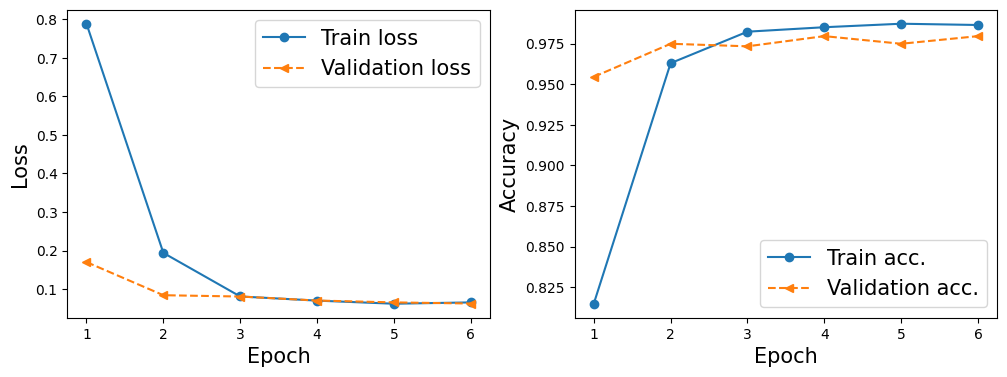 0.8
0.7
0.6
0.5
0.4
0.3
0.2
0.1
Loss
1 2 3 4 5 6
Epoch
Train loss
Validation loss
0.975
0.950
0.925
0.900
0.875
0.850
0.825
Accuracy
1 2 3 4 5 6
Epoch
Train acc.
Validation acc.